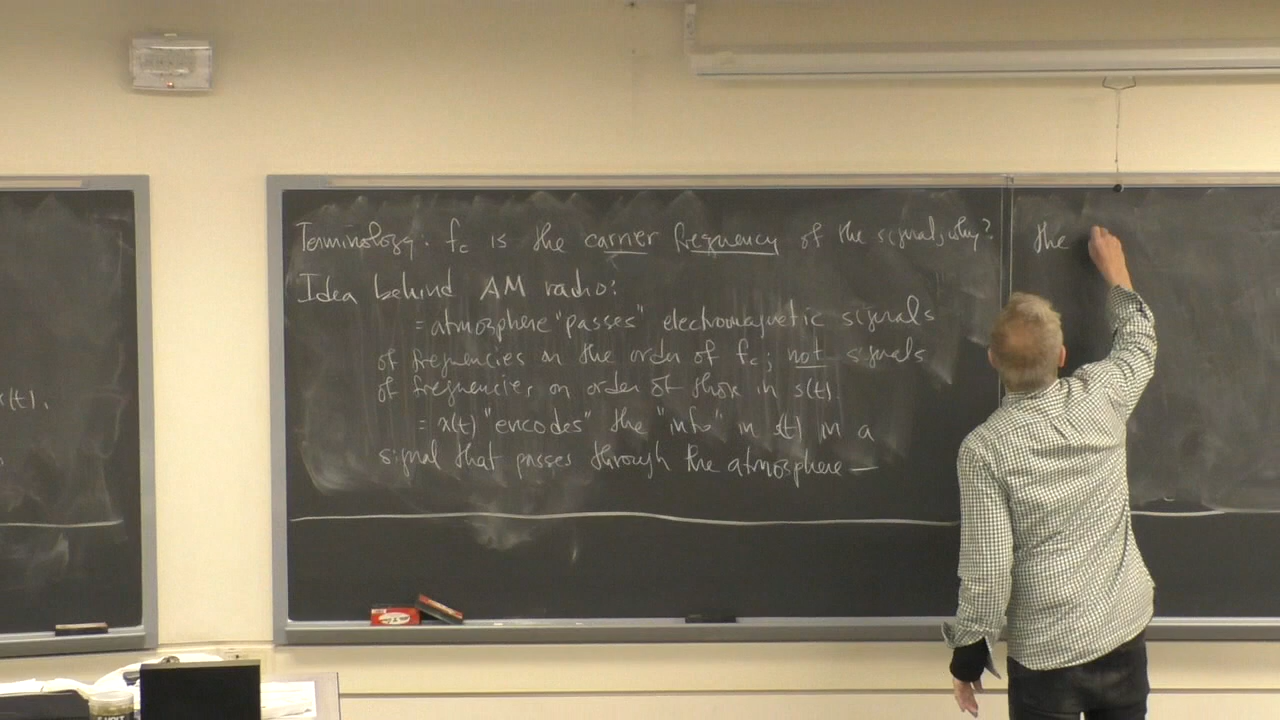 (t).
Terminology: fc is the carrier frequency of the signal; why?
Idea behind AM radio:
= atmosphere "passes" electromagnetic signals
of frequencies on the order of fc; not signals
of frequencies on order of those in s(t).
= x(t) "encodes" the "info" in s(t) in a
signal that passes through the atmosphere —
the